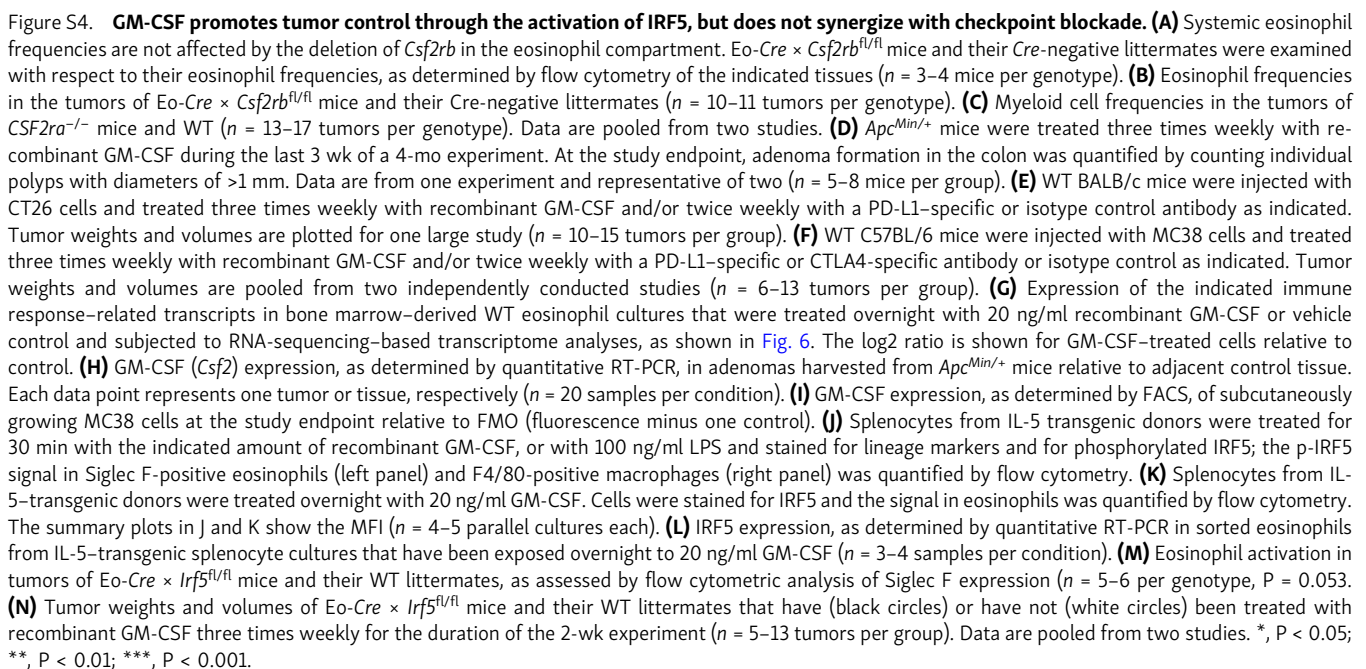 Figure S4. GM-CSF promotes tumor control through the activation of IRF5, but does not synergize with checkpoint blockade. (A) Systemic eosinophil
frequencies are not affected by the deletion of Csf2rb in the eosinophil compartment. Eo-Cre × Csf2rbfl/fl mice and their Cre-negative littermates were examined
with respect to their eosinophil frequencies, as determined by flow cytometry of the indicated tissues (n = 3–4 mice per genotype). (B) Eosinophil frequencies
in the tumors of Eo-Cre × Csf2rbfl/fl mice and their Cre-negative littermates (n = 10–11 tumors per genotype). (C) Myeloid cell frequencies in the tumors of
CSF2ra−/− mice and WT (n = 13–17 tumors per genotype). Data are pooled from two studies. (D) ApcMin/+ mice were treated three times weekly with re-
combinant GM-CSF during the last 3 wk of a 4-mo experiment. At the study endpoint, adenoma formation in the colon was quantified by counting individual
polyps with diameters of >1 mm. Data are from one experiment and representative of two (n = 5–8 mice per group). (E) WT BALB/c mice were injected with
CT26 cells and treated three times weekly with recombinant GM-CSF and/or twice weekly with a PD-L1–specific or isotype control antibody as indicated.
Tumor weights and volumes are plotted for one large study (n = 10–15 tumors per group). (F) WT C57BL/6 mice were injected with MC38 cells and treated
three times weekly with recombinant GM-CSF and/or twice weekly with a PD-L1–specific or CTLA4-specific antibody or isotype control as indicated. Tumor
weights and volumes are pooled from two independently conducted studies (n = 6–13 tumors per group). (G) Expression of the indicated immune
response–related transcripts in bone marrow–derived WT eosinophil cultures that were treated overnight with 20 ng/ml recombinant GM-CSF or vehicle
control and subjected to RNA-sequencing–based transcriptome analyses, as shown in Fig. 6. The log2 ratio is shown for GM-CSF–treated cells relative to
control. (H) GM-CSF (Csf2) expression, as determined by quantitative RT-PCR, in adenomas harvested from ApcMin/+ mice relative to adjacent control tissue.
Each data point represents one tumor or tissue, respectively (n = 20 samples per condition). (I) GM-CSF expression, as determined by FACS, of subcutaneously
growing MC38 cells at the study endpoint relative to FMO (fluorescence minus one control). (J) Splenocytes from IL-5 transgenic donors were treated for
30 min with the indicated amount of recombinant GM-CSF, or with 100 ng/ml LPS and stained for lineage markers and for phosphorylated IRF5; the p-IRF5
signal in Siglec F-positive eosinophils (left panel) and F4/80-positive macrophages (right panel) was quantified by flow cytometry. (K) Splenocytes from IL-
5–transgenic donors were treated overnight with 20 ng/ml GM-CSF. Cells were stained for IRF5 and the signal in eosinophils was quantified by flow cytometry.
The summary plots in J and K show the MFI (n = 4–5 parallel cultures each). (L) IRF5 expression, as determined by quantitative RT-PCR in sorted eosinophils
from IL-5–transgenic splenocyte cultures that have been exposed overnight to 20 ng/ml GM-CSF (n = 3–4 samples per condition). (M) Eosinophil activation in
tumors of Eo-Cre × Irf5fl/fl mice and their WT littermates, as assessed by flow cytometric analysis of Siglec F expression (n = 5–6 per genotype, P = 0.053.
(N) Tumor weights and volumes of Eo-Cre × Irf5fl/fl mice and their WT littermates that have (black circles) or have not (white circles) been treated with
recombinant GM-CSF three times weekly for the duration of the 2-wk experiment (n = 5–13 tumors per group). Data are pooled from two studies. *, P < 0.05;
**, P < 0.01; ***, P < 0.001.